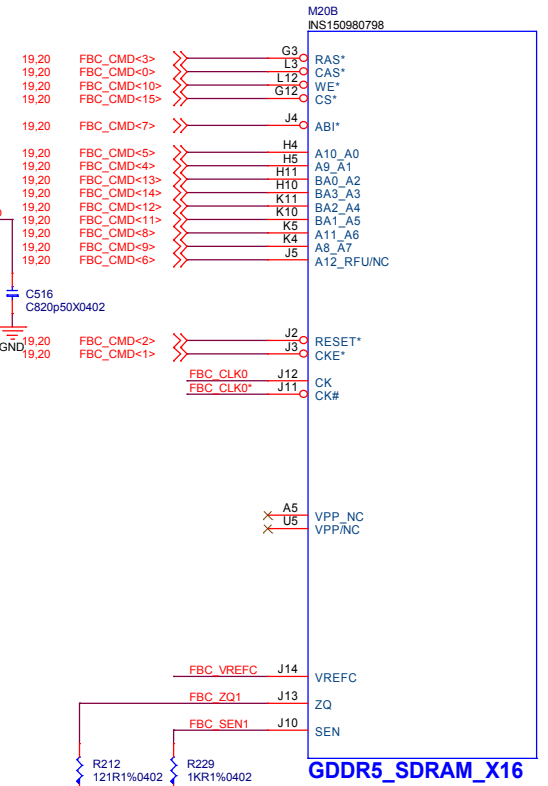 M20B
INS150980798
19,20 FBC_CMD<3> G3 RAS*
19,20 FBC_CMD<0> L3 CAS*
19,20 FBC_CMD<10> L12 WE*
19,20 FBC_CMD<15> G12 CS*
19,20 FBC_CMD<7> J4 ABI*
19,20 FBC_CMD<5> H4 A10_A0
19,20 FBC_CMD<4> H5 A9_A1
19,20 FBC_CMD<13> H11 BA0_A2
19,20 FBC_CMD<14> H10 BA3_A3
19,20 FBC_CMD<12> K11 BA2_A4
19,20 FBC_CMD<11> K10 BA1_A5
19,20 FBC_CMD<8> K5 A11_A6
19,20 FBC_CMD<9> K4 A8_A7
19,20 FBC_CMD<6> J5 A12_RFU/NC
C516
C820p50X0402
GND
19,20 FBC_CMD<2> J2 RESET*
19,20 FBC_CMD<1> J3 CKE*
FBC_CLK0 J12 CK
FBC_CLK0* J11 CK#
A5 VPP_NC
U5 VPP/NC
FBC_VREFC J14 VREFC
FBC_ZQ1 J13 ZQ
FBC_SEN1 J10 SEN
R212
121R1%0402
R229
1KR1%0402
GDDR5_SDRAM_X16